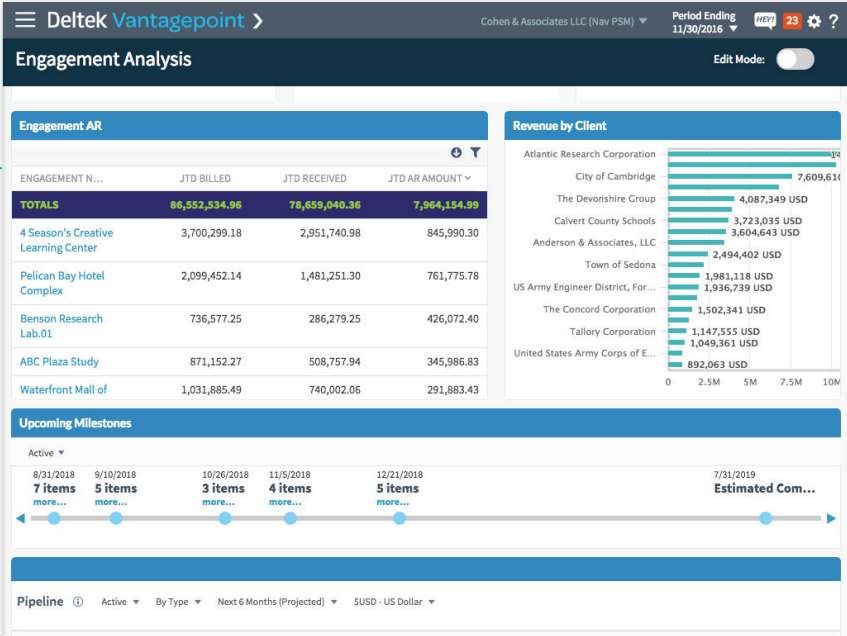 Deltek Vantagepoint
Cohen & Associates LLC (Nav PSM)
Period Ending
11/30/2016
HEY!
23
?
Engagement Analysis
Edit Mode:
Engagement AR
ENGAGEMENT N... JTD BILLED JTD RECEIVED JTD AR AMOUNT
TOTALS 86,552,534.96 78,659,040.36 7,964,154.99
4 Season's Creative 3,700,299.18 2,951,740.98 845,990.30
Learning Center
Pelican Bay Hotel 2,099,452.14 1,481,251.30 761,775.78
Complex
Benson Research 736,577.25 286,279.25 426,072.40
Lab.01
ABC Plaza Study 871,152.27 508,757.94 345,986.83
Waterfront Mall of 1,031,885.49 740,002.06 291,883.43
Revenue by Client
Atlantic Research Corporation
City of Cambridge 7,609,610
The Devonshire Group 4,087,349 USD
Calvert County Schools 3,723,035 USD
3,604,643 USD
Anderson & Associates, LLC
2,494,402 USD
Town of Sedona
1,981,118 USD
US Army Engineer District, For... 1,936,739 USD
The Concord Corporation 1,502,341 USD
Tallory Corporation 1,147,555 USD
1,049,361 USD
United States Army Corps of E...
892,063 USD
0 2.5M 5M 7.5M 10M
Upcoming Milestones
Active
8/31/2018 9/10/2018 10/26/2018 11/5/2018 12/21/2018 7/31/2019
7 items 5 items 3 items 4 items 5 items Estimated Com...
more... more... more... more... more...
Pipeline Active By Type Next 6 Months (Projected) $USD - US Dollar